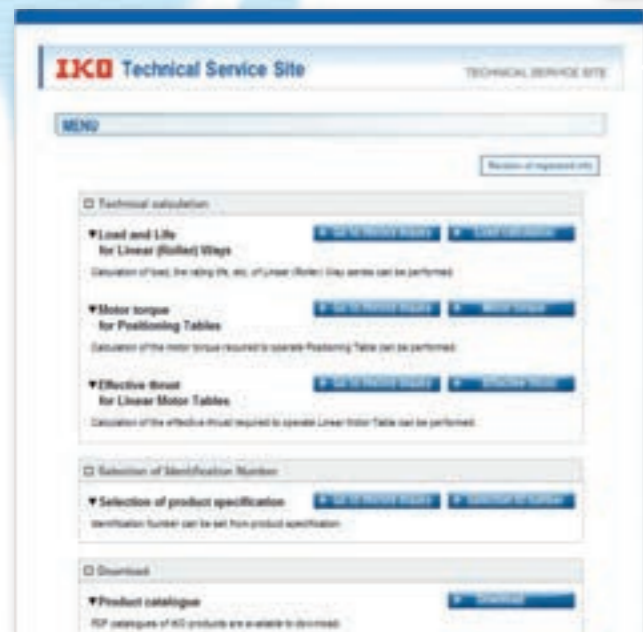 IKO Technical Service Site
TECHNICAL SERVICE SITE
MENU
Revision of registered info
Technical calculation
▼Load and Life
for Linear (Roller) Ways
Load calculation
Calculation of load, the rating life, etc. of Linear (Roller) Way series can be performed.
▼Motor torque
for Positioning Tables
Motor torque
Calculation of the motor torque required to operate Positioning Table can be performed.
▼Effective thrust
for Linear Motor Tables
Effective thrust
Calculation of the effective thrust required to operate Linear Motor Table can be performed.
Selection of Identification Number
▼Selection of product specification
Identification Number can be set from product specification.
Download
▼Product catalogue
Download
PDF catalogues of IKO products are available to download.